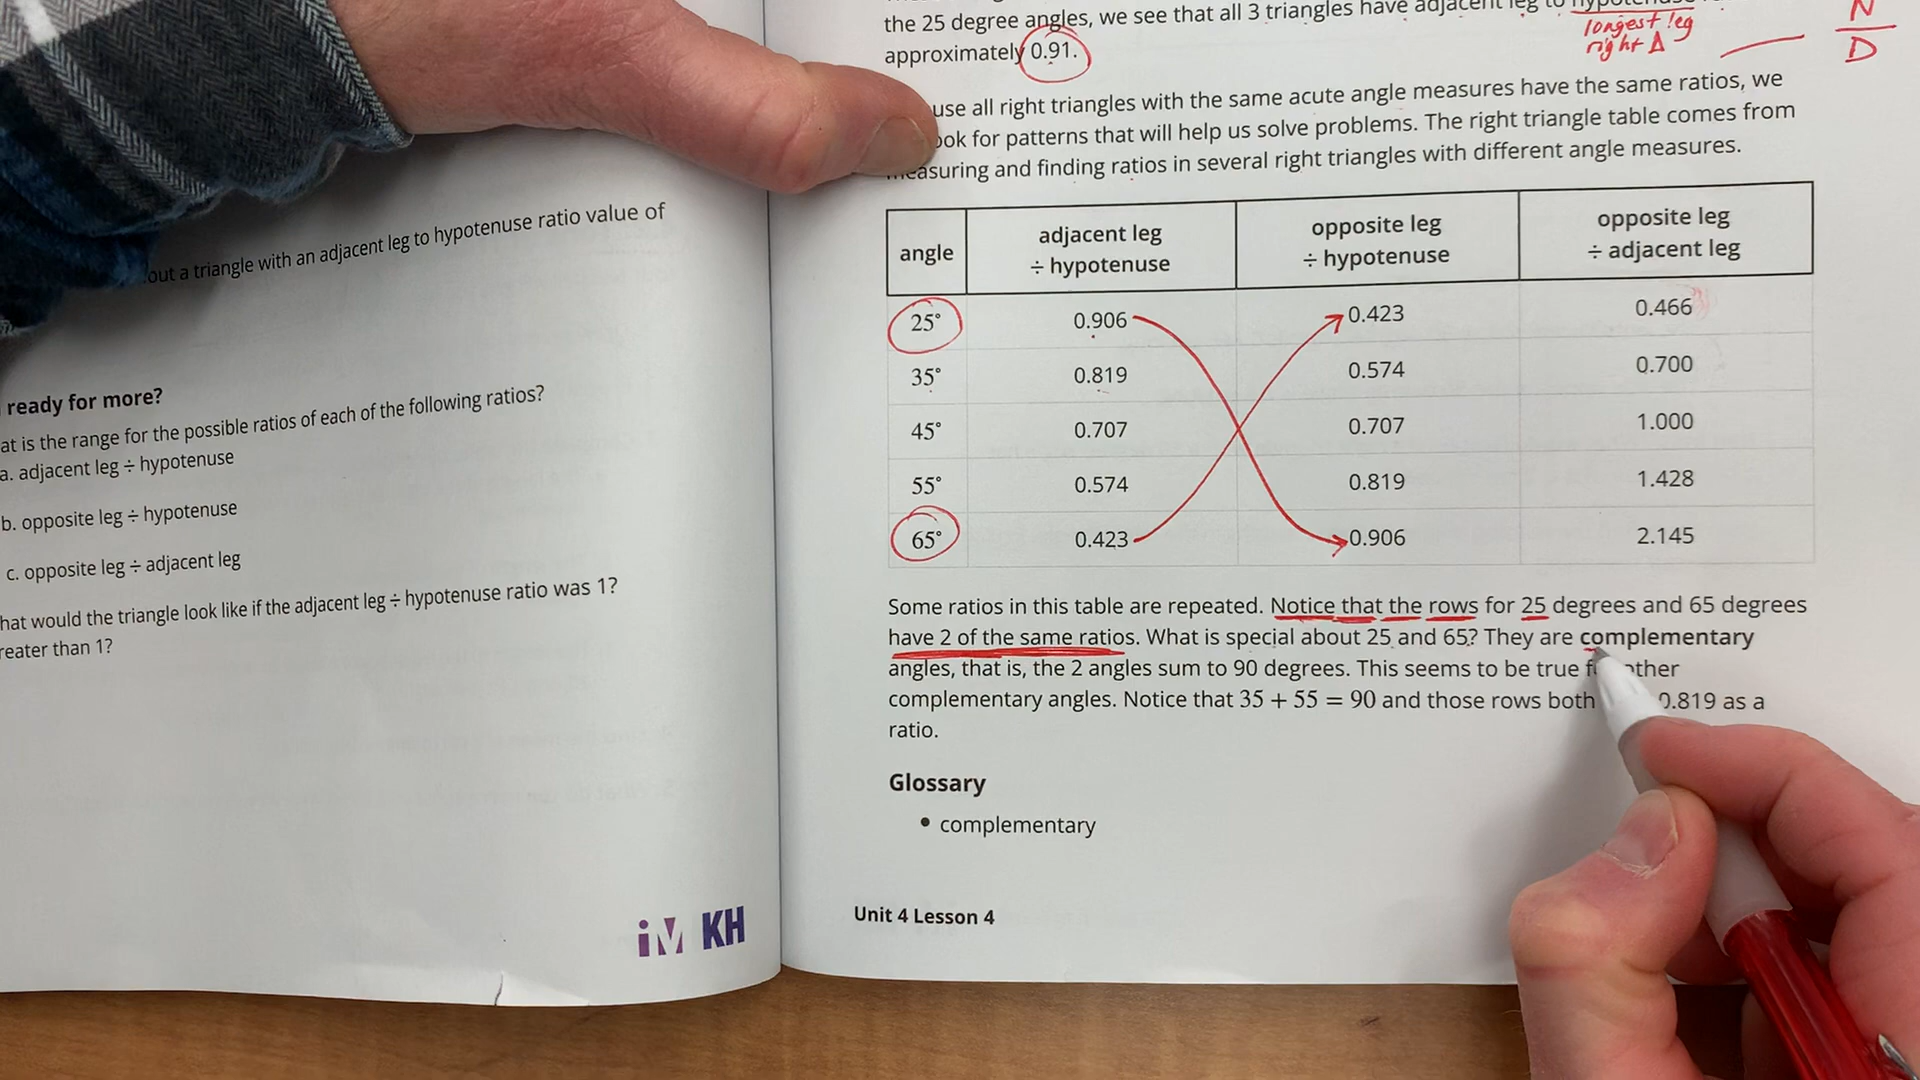 out a triangle with an adjacent leg to hypotenuse ratio value of
ready for more?
at is the range for the possible ratios of each of the following ratios?
a. adjacent leg ÷ hypotenuse
b. opposite leg ÷ hypotenuse
c. opposite leg ÷ adjacent leg
hat would the triangle look like if the adjacent leg ÷ hypotenuse ratio was 1?
reater than 1?
iM KH
the 25 degree angles, we see that all 3 triangles have adjacent leg to hypotenuse
approximately 0.91.
longest leg
right Δ
N
D
use all right triangles with the same acute angle measures have the same ratios, we
ook for patterns that will help us solve problems. The right triangle table comes from
easuring and finding ratios in several right triangles with different angle measures.
angle | adjacent leg ÷ hypotenuse | opposite leg ÷ hypotenuse | opposite leg ÷ adjacent leg
25° 0.906 0.423 0.466
35° 0.819 0.574 0.700
45° 0.707 0.707 1.000
55° 0.574 0.819 1.428
65° 0.423 0.906 2.145
Some ratios in this table are repeated. Notice that the rows for 25 degrees and 65 degrees
have 2 of the same ratios. What is special about 25 and 65? They are complementary
angles, that is, the 2 angles sum to 90 degrees. This seems to be true f ther
complementary angles. Notice that 35 + 55 = 90 and those rows both 0.819 as a
ratio.
Glossary
• complementary
Unit 4 Lesson 4